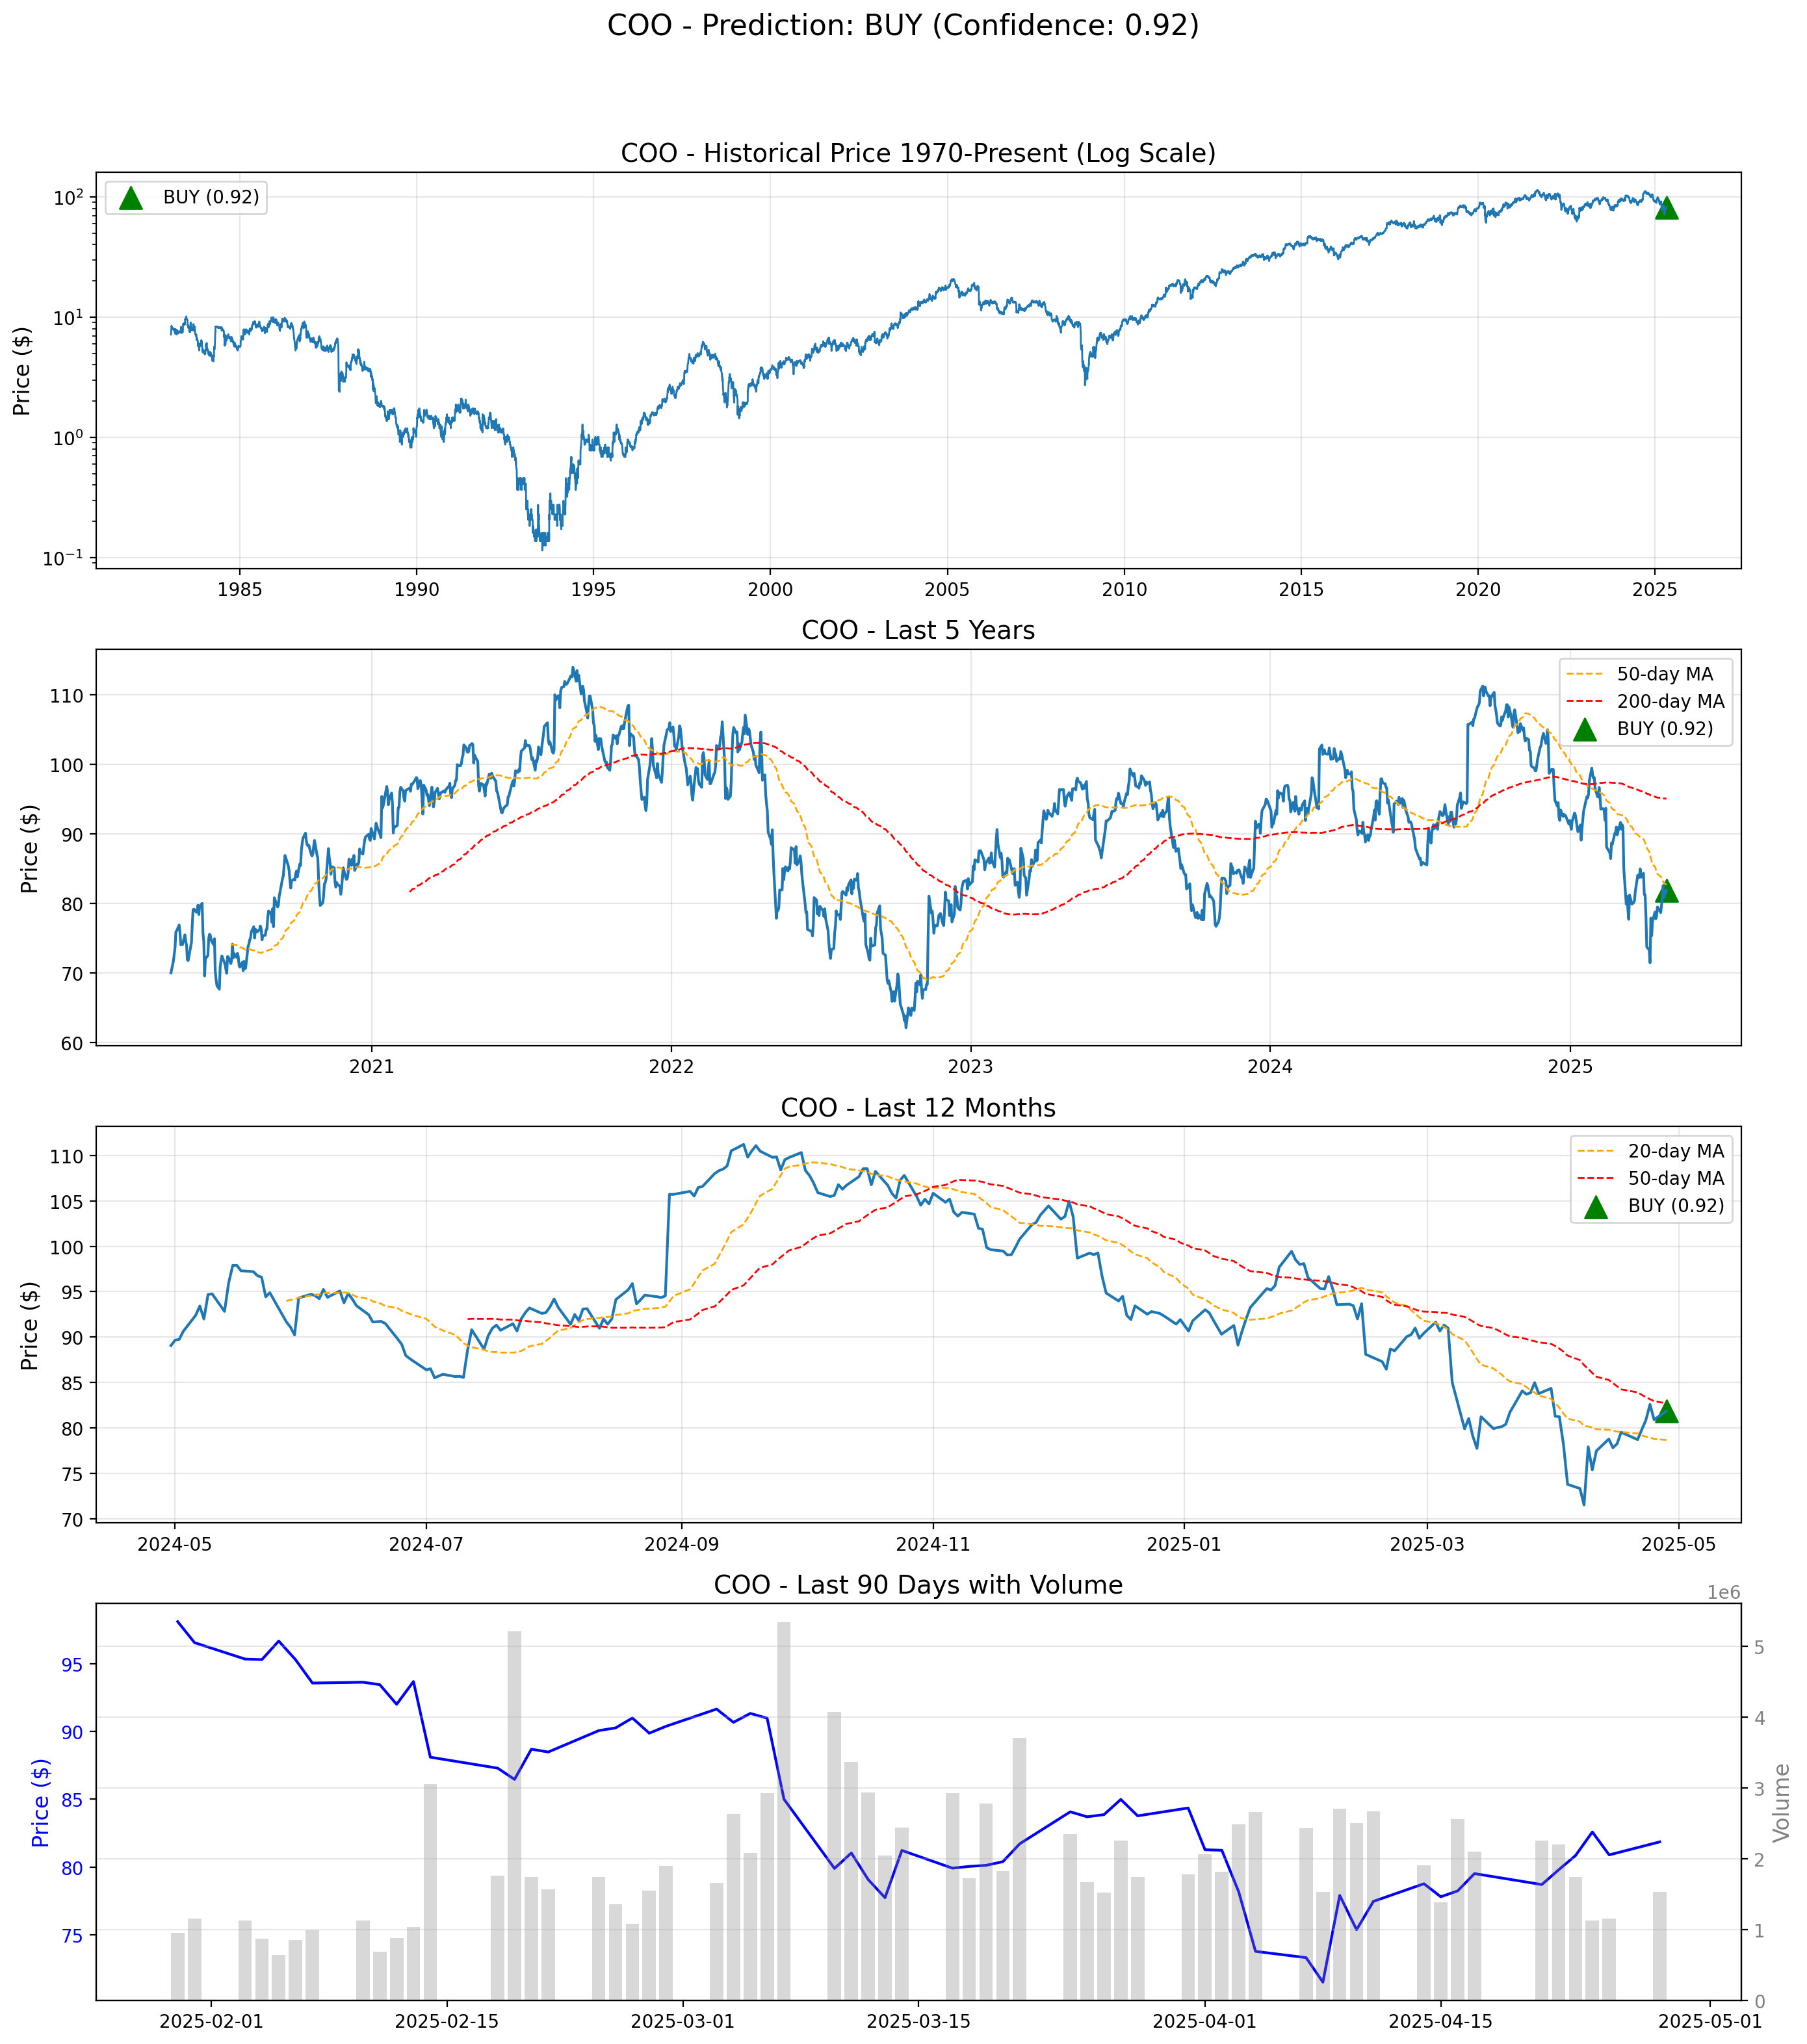 COO - Prediction: BUY (Confidence: 0.92)
COO - Historical Price 1970-Present (Log Scale)
BUY (0.92)
Price ($)
10²
10¹
10⁰
10⁻¹
1985 1990 1995 2000 2005 2010 2015 2020 2025
COO - Last 5 Years
50-day MA
200-day MA
BUY (0.92)
Price ($)
110
100
90
80
70
60
2021 2022 2023 2024 2025
COO - Last 12 Months
20-day MA
50-day MA
BUY (0.92)
Price ($)
110
105
100
95
90
85
80
75
70
2024-05 2024-07 2024-09 2024-11 2025-01 2025-03 2025-05
COO - Last 90 Days with Volume
1e6
Price ($)
95
90
85
80
75
Volume
5
4
3
2
1
0
2025-02-01 2025-02-15 2025-03-01 2025-03-15 2025-04-01 2025-04-15 2025-05-01